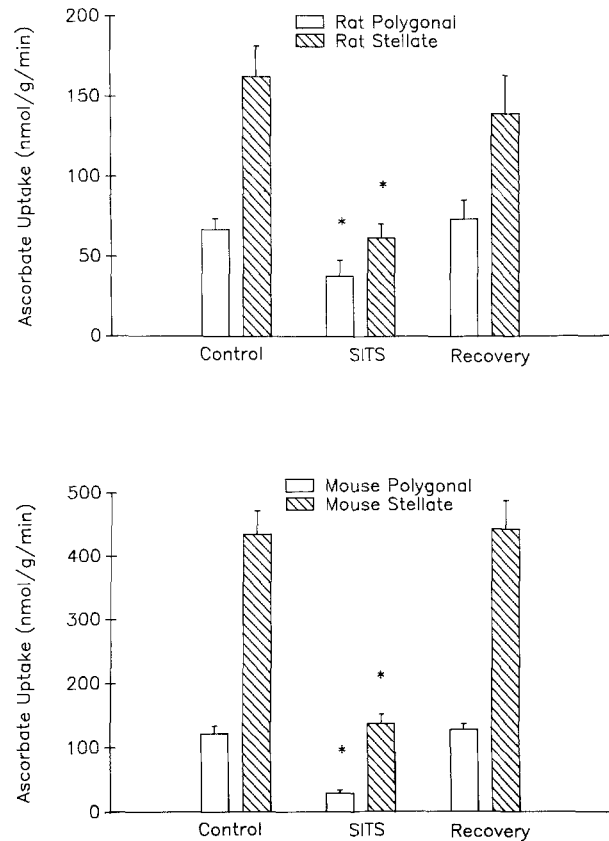 Rat Polygonal
Rat Stellate
Ascorbate Uptake (nmol/g/min)
200
150
100
50
0
*
*
Control
SITS
Recovery
Mouse Polygonal
Mouse Stellate
Ascorbate Uptake (nmol/g/min)
500
400
300
200
100
0
*
*
Control
SITS
Recovery